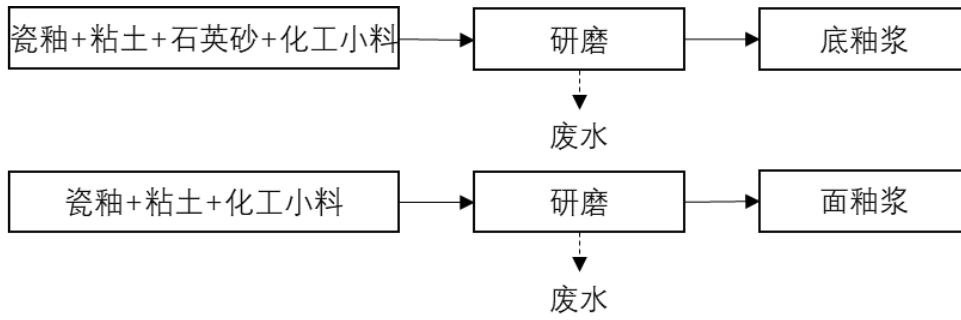 瓷釉+粘土+石英砂+化工小料
研磨
底釉浆
废水
瓷釉+粘土+化工小料
研磨
面釉浆
废水